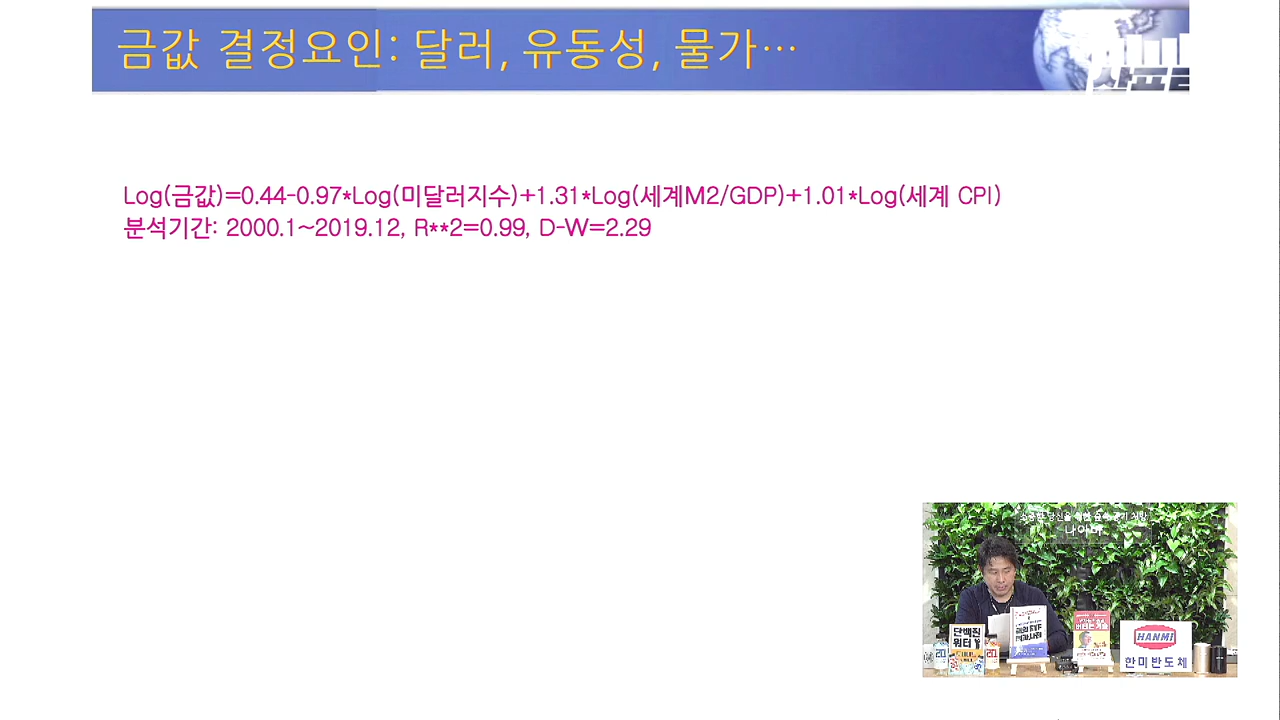 금값 결정요인: 달러, 유동성, 물가…
삼프로
Log(금값)=0.44-0.97*Log(미달러지수)+1.31*Log(세계M2/GDP)+1.01*Log(세계 CPI)
분석기간: 2000.1~2019.12, R**2=0.99, D-W=2.29
단백질
워터
HANMI
한미반도체